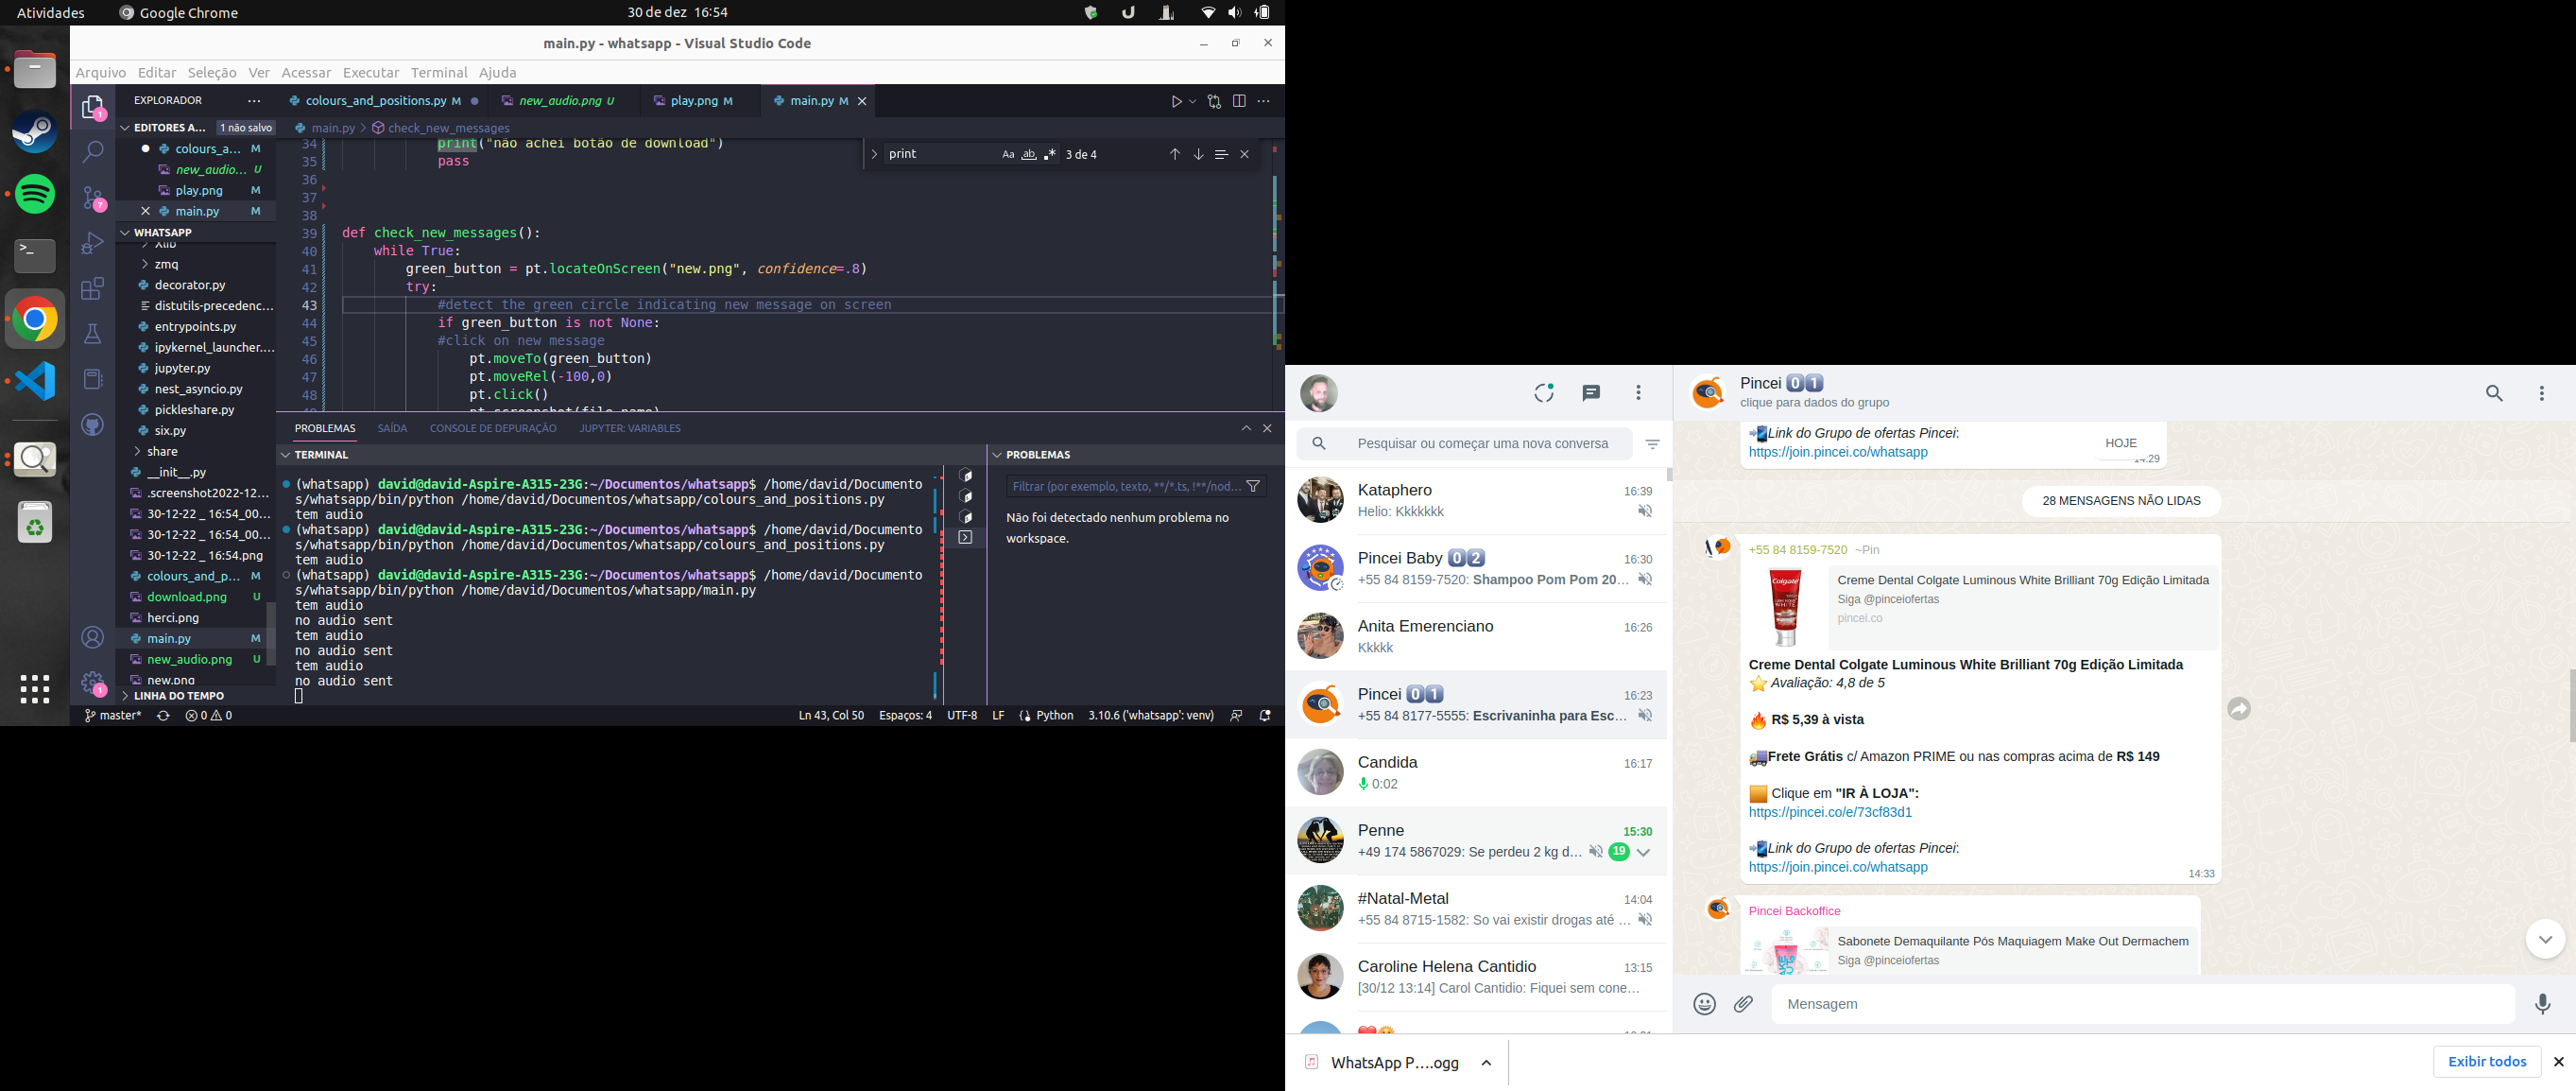 Atividades
Google Chrome
30 de dez 16:54
main.py - whatsapp - Visual Studio Code
Arquivo Editar Seleção Ver Acessar Executar Terminal Ajuda
EXPLORADOR
colours_and_positions.py M
new_audio.png U
play.png M
main.py M
EDITORES A... 1 não salvo
colours_a... M
new_audio... U
play.png M
main.py M
WHATSAPP
Xlib
zmq
decorator.py
distutils-precedenc...
entrypoints.py
ipykernel_launcher....
jupyter.py
nest_asyncio.py
pickleshare.py
six.py
share
__init__.py
.screenshot2022-12...
30-12-22 _ 16:54_00...
30-12-22 _ 16:54_00...
30-12-22 _ 16:54.png
colours_and_p... M
download.png U
herci.png
main.py M
new_audio.png U
new.png
LINHA DO TEMPO
main.py > check_new_messages
print Aa ab .* 3 de 4
34 print("não achei botão de download")
35 pass
36
37
38
39 def check_new_messages():
40 while True:
41 green_button = pt.locateOnScreen("new.png", confidence=.8)
42 try:
43 #detect the green circle indicating new message on screen
44 if green_button is not None:
45 #click on new message
46 pt.moveTo(green_button)
47 pt.moveRel(-100,0)
48 pt.click()
49 pt.screenshot(file_name)
PROBLEMAS SAÍDA CONSOLE DE DEPURAÇÃO JUPYTER: VARIABLES
TERMINAL
(whatsapp) david@david-Aspire-A315-23G:~/Documentos/whatsapp$ /home/david/Documento
s/whatsapp/bin/python /home/david/Documentos/whatsapp/colours_and_positions.py
tem audio
(whatsapp) david@david-Aspire-A315-23G:~/Documentos/whatsapp$ /home/david/Documento
s/whatsapp/bin/python /home/david/Documentos/whatsapp/colours_and_positions.py
tem audio
(whatsapp) david@david-Aspire-A315-23G:~/Documentos/whatsapp$ /home/david/Documento
s/whatsapp/bin/python /home/david/Documentos/whatsapp/main.py
tem audio
no audio sent
tem audio
no audio sent
tem audio
no audio sent
PROBLEMAS
Filtrar (por exemplo, texto, **/*.ts, !**/nod...
Não foi detectado nenhum problema no
workspace.
master* 0 0 Ln 43, Col 50 Espaços: 4 UTF-8 LF Python 3.10.6 ('whatsapp': venv)
Pesquisar ou começar uma nova conversa
Kataphero 16:39
Helio: Kkkkkkk
Pincei Baby 0️⃣2️⃣ 16:30
+55 84 8159-7520: Shampoo Pom Pom 20...
Anita Emerenciano 16:26
Kkkkk
Pincei 0️⃣1️⃣ 16:23
+55 84 8177-5555: Escrivaninha para Esc...
Candida 16:17
0:02
Penne 15:30
+49 174 5867029: Se perdeu 2 kg d... 19
#Natal-Metal 14:04
+55 84 8715-1582: So vai existir drogas até ...
Caroline Helena Cantidio 13:15
[30/12 13:14] Carol Cantidio: Fiquei sem cone...
Pincei 0️⃣1️⃣
clique para dados do grupo
Link do Grupo de ofertas Pincei:
https://join.pincei.co/whatsapp
14:29
HOJE
28 MENSAGENS NÃO LIDAS
+55 84 8159-7520 ~Pin
Creme Dental Colgate Luminous White Brilliant 70g Edição Limitada
Siga @pinceiofertas
pincei.co
Colgate
WHITE
Creme Dental Colgate Luminous White Brilliant 70g Edição Limitada
⭐ Avaliação: 4,8 de 5
🔥 R$ 5,39 à vista
🚚Frete Grátis c/ Amazon PRIME ou nas compras acima de R$ 149
🟧 Clique em "IR À LOJA":
https://pincei.co/e/73cf83d1
📲Link do Grupo de ofertas Pincei:
https://join.pincei.co/whatsapp
14:33
Pincei Backoffice
Sabonete Demaquilante Pós Maquiagem Make Out Dermachem
Siga @pinceiofertas
Mensagem
WhatsApp P....ogg
Exibir todos